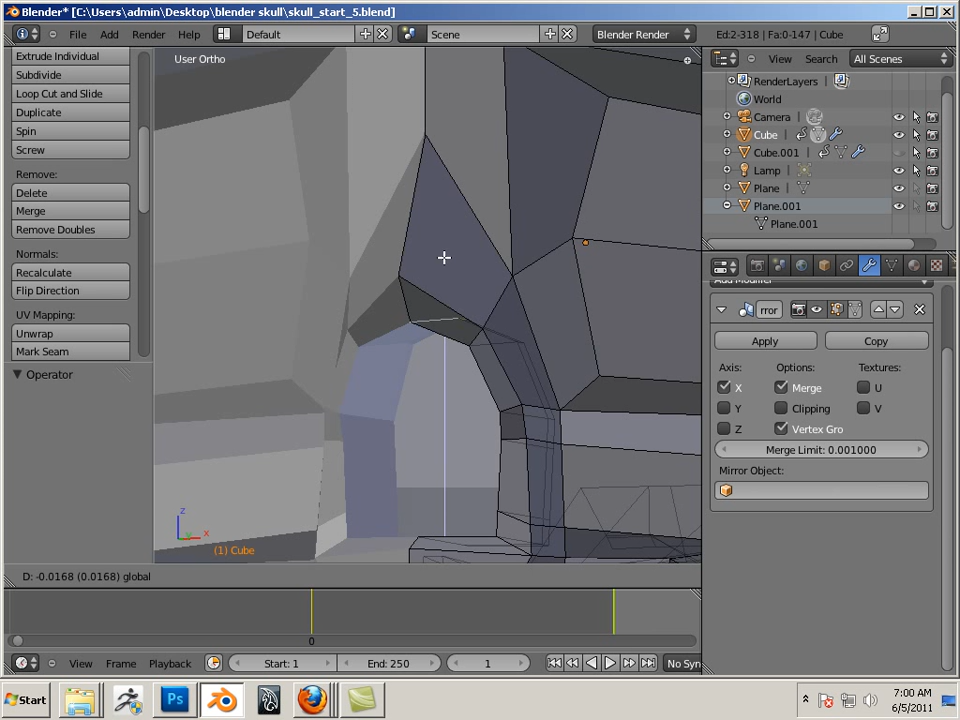 Blender* [C:\Users\admin\Desktop\blender skull\skull_start_5.blend]
File Add Render Help Default Scene Blender Render Ed:2-318 | Fa:0-147 | Cube
Extrude Individual
Subdivide
Loop Cut and Slide
Duplicate
Spin
Screw
Remove:
Delete
Merge
Remove Doubles
Normals:
Recalculate
Flip Direction
UV Mapping:
Unwrap
Mark Seam
Operator
User Ortho
z
x
(1) Cube
D: -0.0168 (0.0168) global
0
View Frame Playback Start: 1 End: 250 1 No Syn
View Search All Scenes
RenderLayers
World
Camera
Cube
Cube.001
Lamp
Plane
Plane.001
Plane.001
Add Modifier
rror
Apply Copy
Axis: Options: Textures:
X Merge U
Y Clipping V
Z Vertex Gro
Merge Limit: 0.001000
Mirror Object:
Start Ps 7:00 AM
6/5/2011